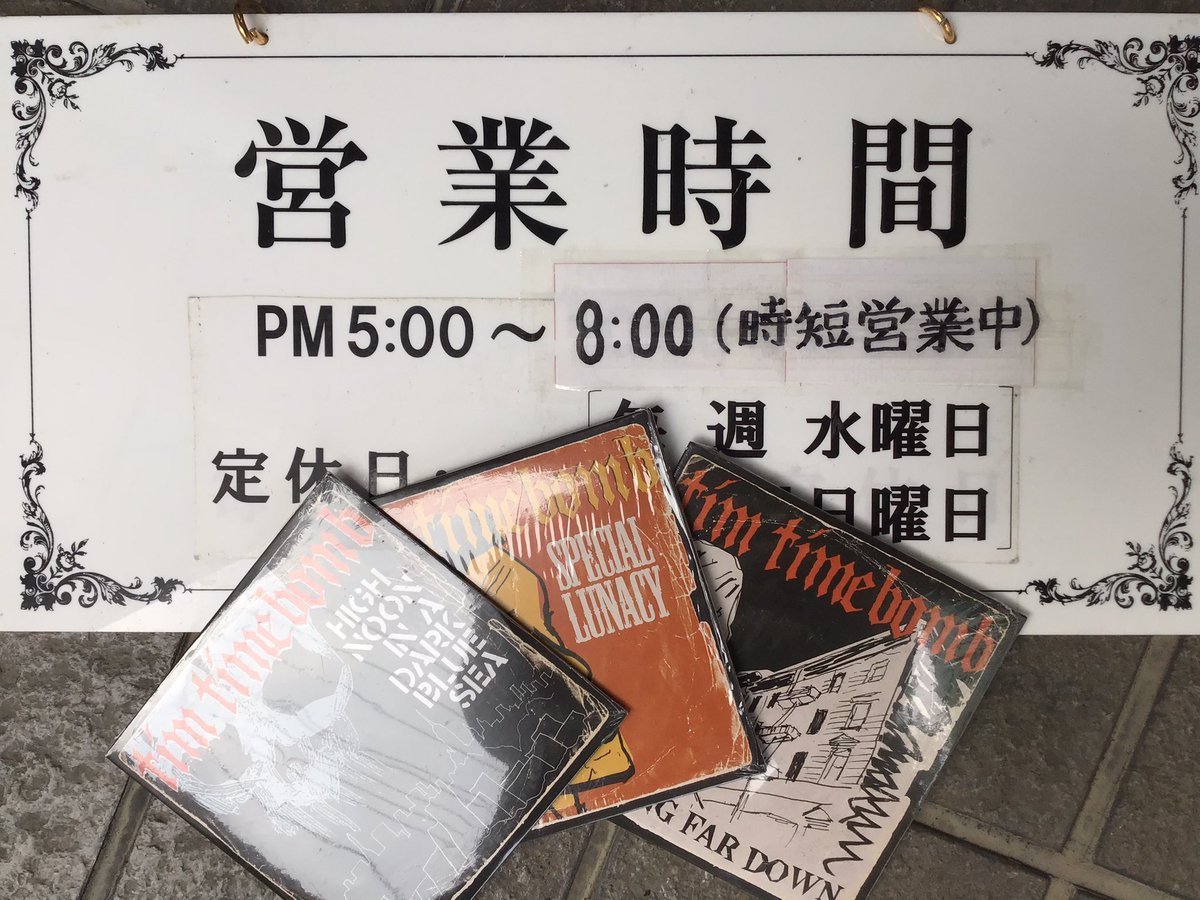 営業時間
PM 5:00～8:00 (時短営業中)
週 水曜日
定休日
日曜日
tim timebomb
HIGH
NOON
IN A
DARK
BLUE
SEA
timebomb
SPECIAL
LUNACY
tim timebomb
FAR DOWN